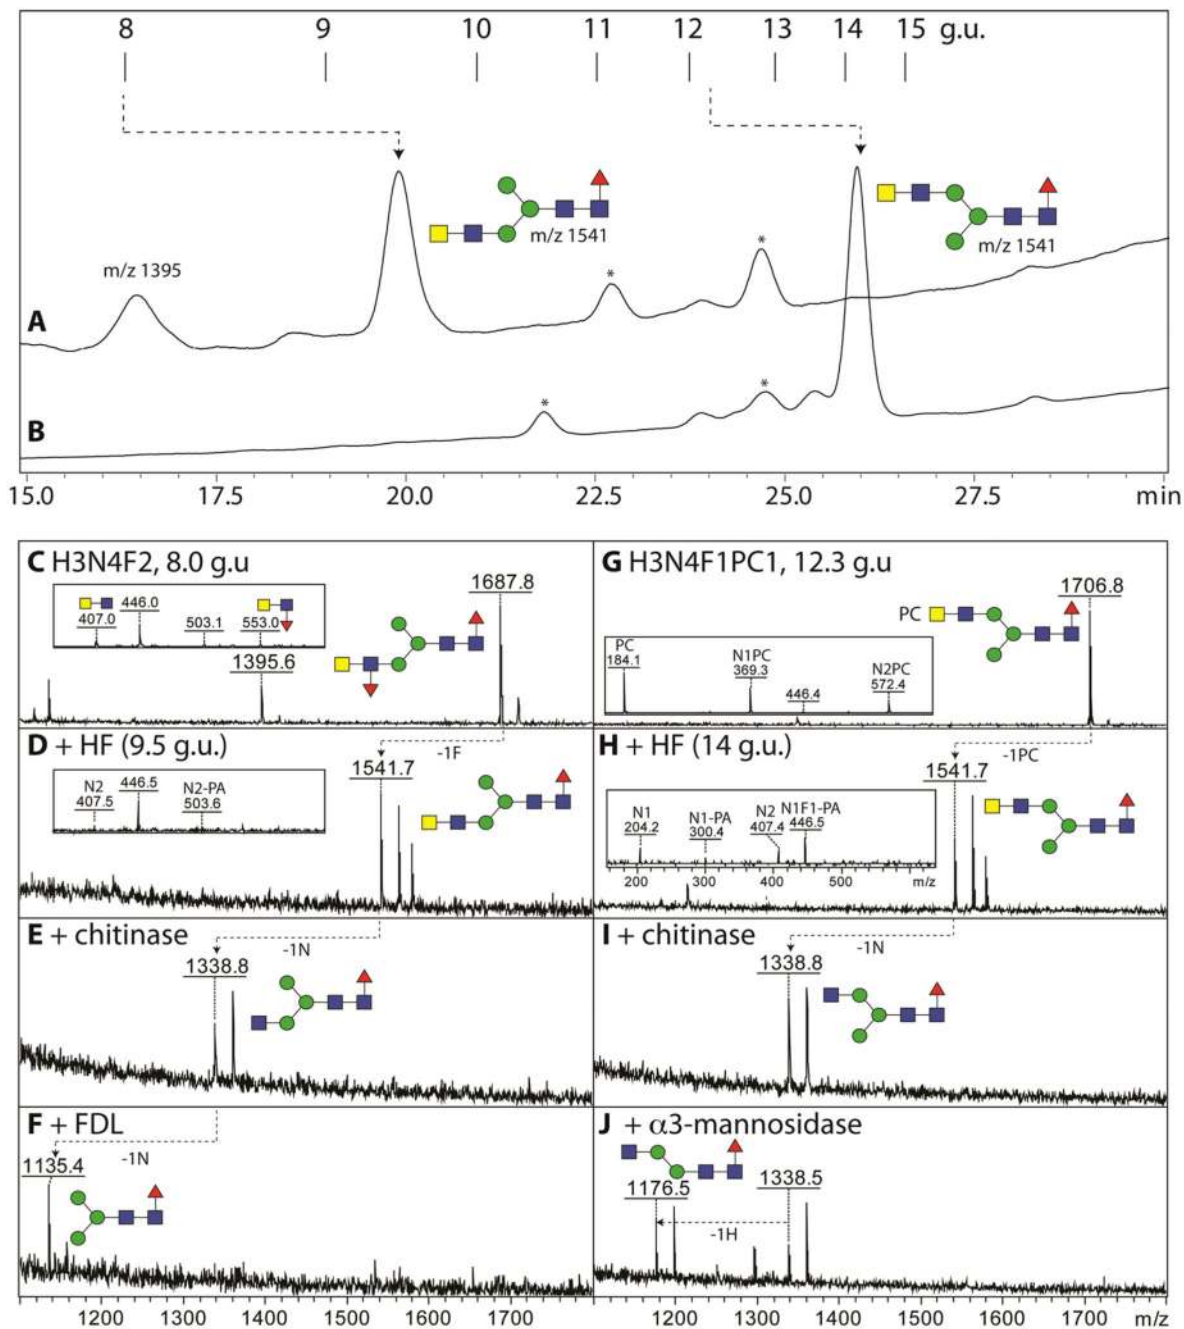 8 9 10 11 12 13 14 15 g.u.
m/z 1395
m/z 1541
m/z 1541
*
*
A
*
*
B
15.0 17.5 20.0 22.5 25.0 27.5 min
C H3N4F2, 8.0 g.u
407.0
446.0
503.1
553.0
1395.6
1687.8
G H3N4F1PC1, 12.3 g.u
1706.8
PC
PC
184.1
N1PC
369.3
446.4
N2PC
572.4
D + HF (9.5 g.u.)
-1F
1541.7
N2
407.5
446.5
N2-PA
503.6
H + HF (14 g.u.)
-1PC
1541.7
N1
204.2
N1-PA
300.4
N2
407.4
N1F1-PA
446.5
200 300 400 500 m/z
E + chitinase
-1N
1338.8
I + chitinase
-1N
1338.8
F + FDL
-1N
1135.4
J + α3-mannosidase
1176.5
1338.5
-1H
1200 1300 1400 1500 1600 1700
1200 1300 1400 1500 1600 1700 m/z